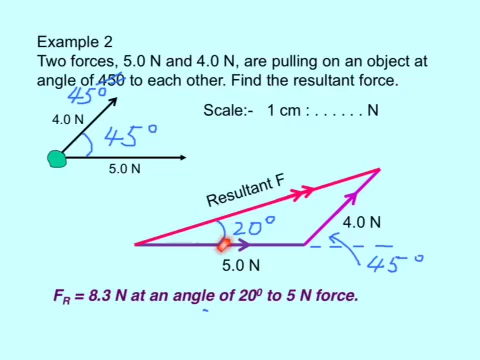 Example 2
Two forces, 5.0 N and 4.0 N, are pulling on an object at
angle of 450 to each other. Find the resultant force.
45°
Scale:- 1 cm : . . . . . . N
4.0 N
45°
5.0 N
Resultant F
20°
4.0 N
5.0 N
45°
F_R = 8.3 N at an angle of 20⁰ to 5 N force.